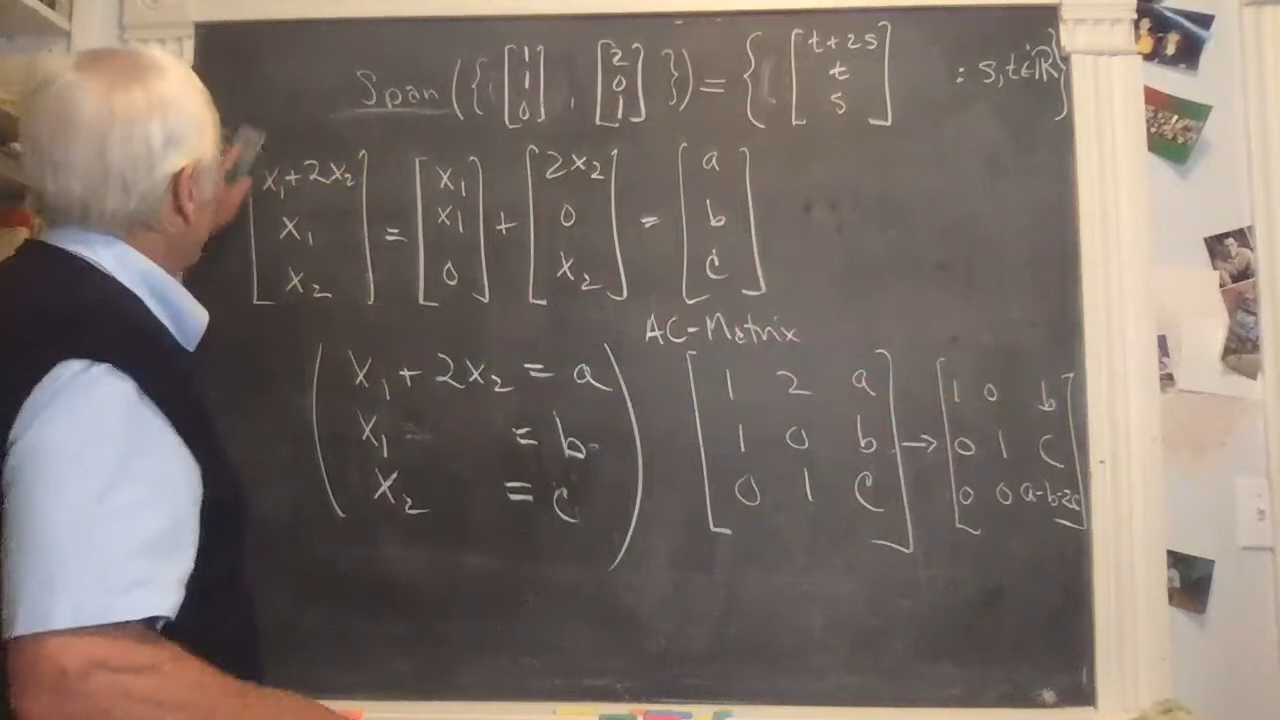 Span ({ [1 1 0] , [2 0 1] }) = { [t+2s t s] : s,t∈ℝ}
[x₁+2x₂ x₁ x₂] = [x₁ x₁ 0] + [2x₂ 0 x₂] = [a b c]
AC-Matrix
x₁+2x₂ = a
x₁ = b
x₂ = c
[1 2 a
1 0 b
0 1 c]
→ [1 0 b
0 1 c
0 0 a-b-2c]